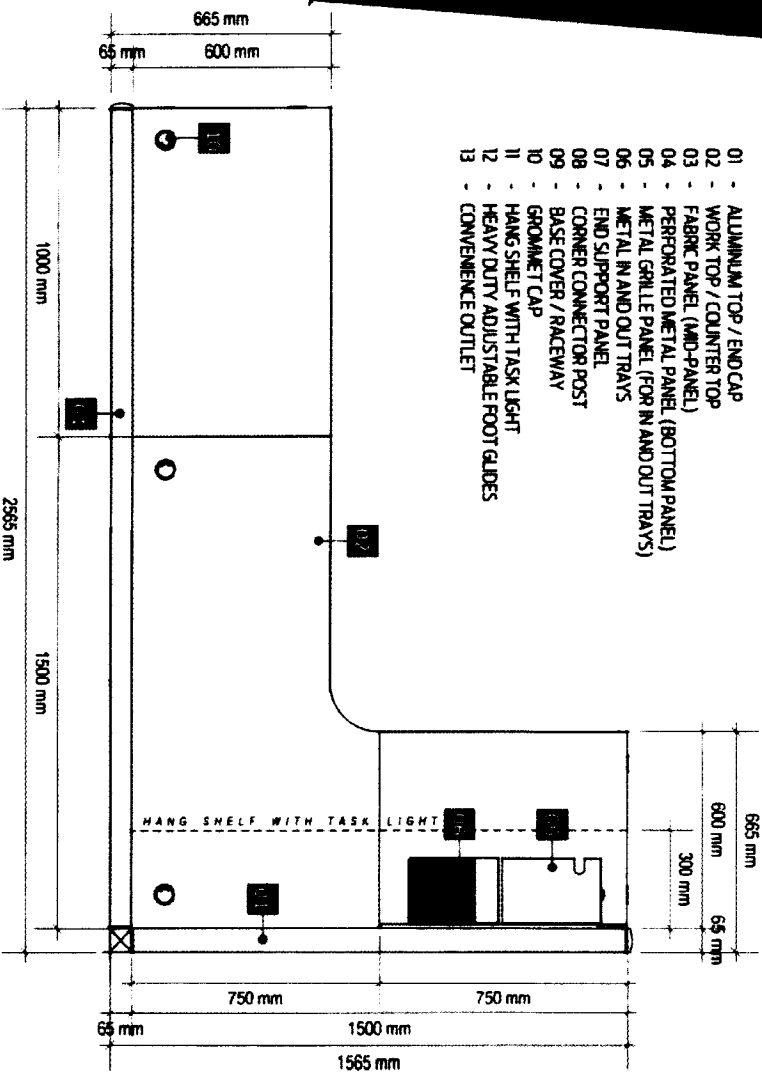 01 - ALUMINUM TOP / END CAP
02 - WORK TOP / COUNTER TOP
03 - FABRIC PANEL (MID-PANEL)
04 - PERFORATED METAL PANEL (BOTTOM PANEL)
05 - METAL GRILLE PANEL (FOR IN AND OUT TRAYS)
06 - METAL IN AND OUT TRAYS
07 - END SUPPORT PANEL
08 - CORNER CONNECTOR POST
09 - BASE COVER / RACEWAY
10 - GROMMET CAP
11 - HANG SHELF WITH TASK LIGHT
12 - HEAVY DUTY ADJUSTABLE FOOT GLIDES
13 - CONVENIENCE OUTLET
665 mm
65 mm
600 mm
10
1000 mm
02
2565 mm
1500 mm
HANG SHELF WITH TASK LIGHT
665 mm
600 mm
65 mm
300 mm
01
750 mm
750 mm
65 mm
1500 mm
1565 mm